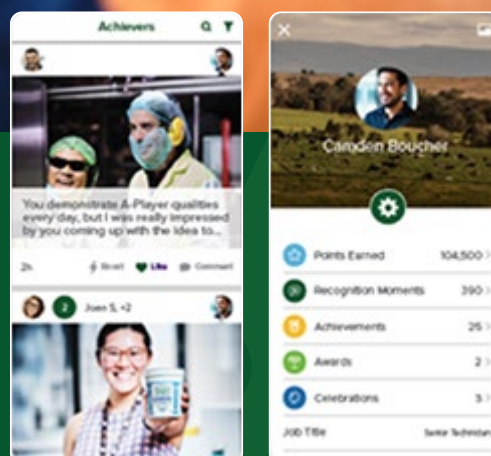 Achievers
You demonstrate A-Player qualities
every day, but I was really impressed
by you coming up with the idea to...
2h
Boost
Like
Comment
2
Joen S, +2
Camden Boucher
Points Earned 104,500
Recognition Moments 390
Achievements 25
Awards 2
Celebrations 3
Job Title Senior Technician